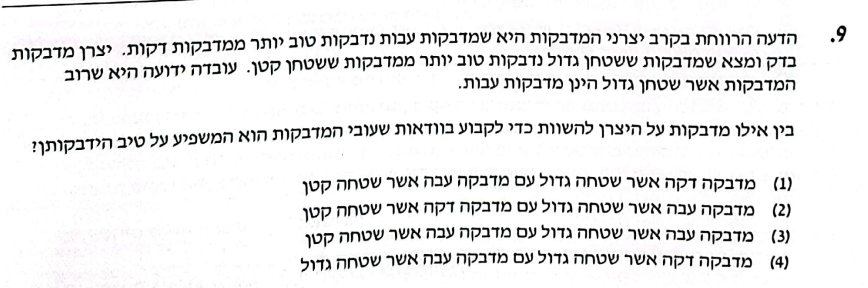 9. הדעה הרווחת בקרב יצרני המדבקות היא שמדבקות עבות נדבקות טוב יותר ממדבקות דקות. יצרן מדבקות
בדק ומצא שמדבקות ששטחן גדול נדבקות טוב יותר ממדבקות ששטחן קטן. עובדה ידועה היא שרוב
המדבקות אשר שטחן גדול הינן מדבקות עבות.
בין אילו מדבקות על היצרן להשוות כדי לקבוע בוודאות שעובי המדבקות הוא המשפיע על טיב הידבקותן?
(1) מדבקה דקה אשר שטחה גדול עם מדבקה עבה אשר שטחה קטן
(2) מדבקה עבה אשר שטחה גדול עם מדבקה דקה אשר שטחה קטן
(3) מדבקה עבה אשר שטחה גדול עם מדבקה עבה אשר שטחה קטן
(4) מדבקה דקה אשר שטחה גדול עם מדבקה עבה אשר שטחה גדול